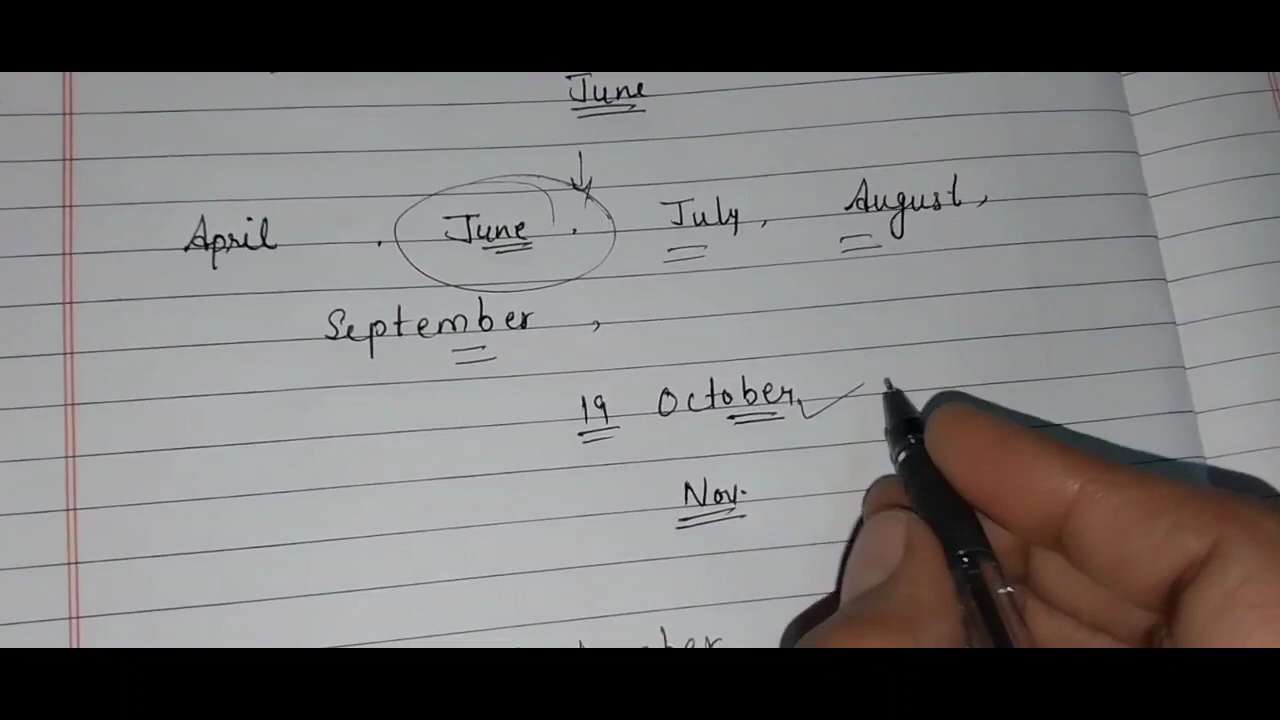 June
April . June . July, August,
September ,
19 October,
Nov.